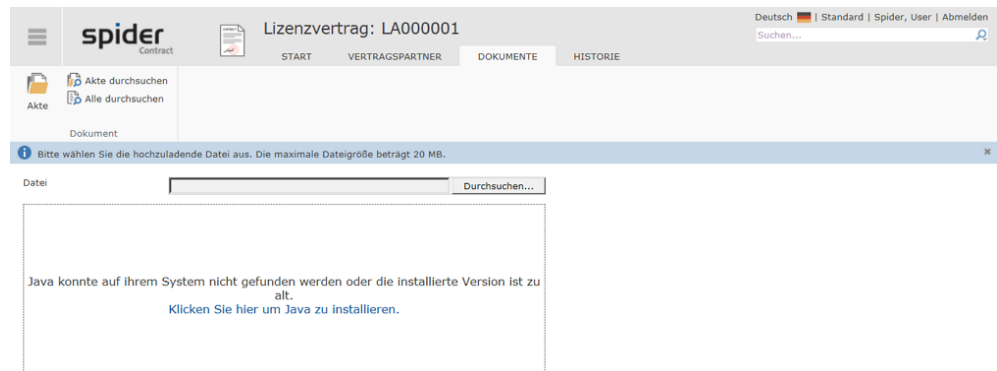 Deutsch | Standard | Spider, User | Abmelden
spider
Contract
Lizenzvertrag: LA000001
Suchen...
START VERTRAGSPARTNER DOKUMENTE HISTORIE
Akte
Akte durchsuchen
Alle durchsuchen
Dokument
Bitte wählen Sie die hochzuladende Datei aus. Die maximale Dateigröße beträgt 20 MB.
Datei
Durchsuchen...
Java konnte auf ihrem System nicht gefunden werden oder die installierte Version ist zu
alt.
Klicken Sie hier um Java zu installieren.